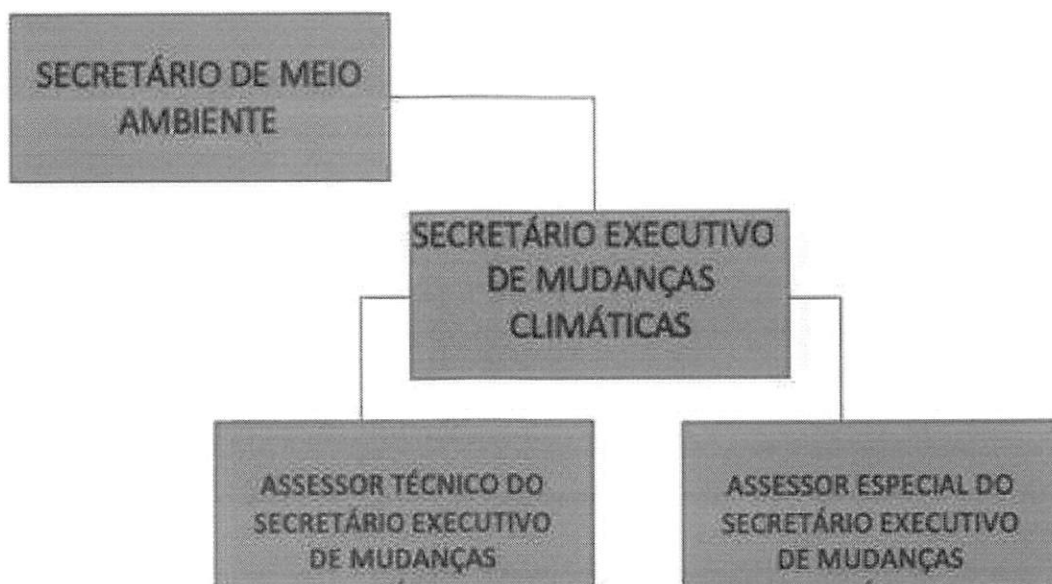 SECRETÁRIO DE MEIO
AMBIENTE
SECRETÁRIO EXECUTIVO
DE MUDANÇAS
CLIMÁTICAS
ASSESSOR TÉCNICO DO
SECRETÁRIO EXECUTIVO
DE MUDANÇAS
ASSESSOR ESPECIAL DO
SECRETÁRIO EXECUTIVO
DE MUDANÇAS